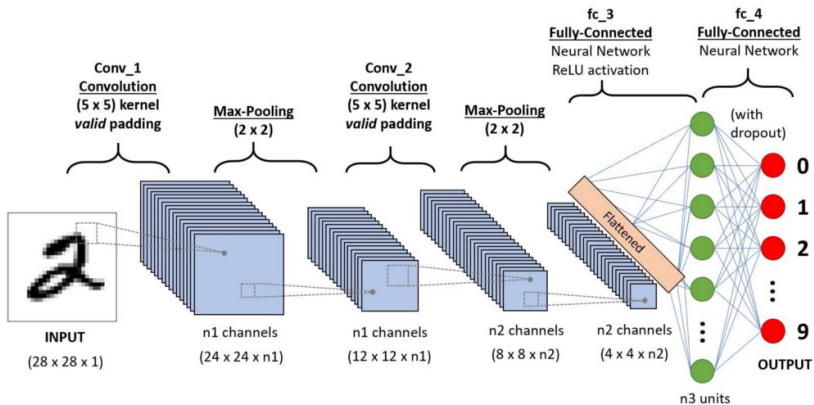 fc_3
Fully-Connected
Neural Network
ReLU activation
fc_4
Fully-Connected
Neural Network
Conv_1
Convolution
(5 x 5) kernel
valid padding
Max-Pooling
(2 x 2)
Conv_2
Convolution
(5 x 5) kernel
valid padding
Max-Pooling
(2 x 2)
(with
dropout)
Flattened
0
1
2
9
INPUT
(28 x 28 x 1)
n1 channels
(24 x 24 x n1)
n1 channels
(12 x 12 x n1)
n2 channels
(8 x 8 x n2)
n2 channels
(4 x 4 x n2)
OUTPUT
n3 units